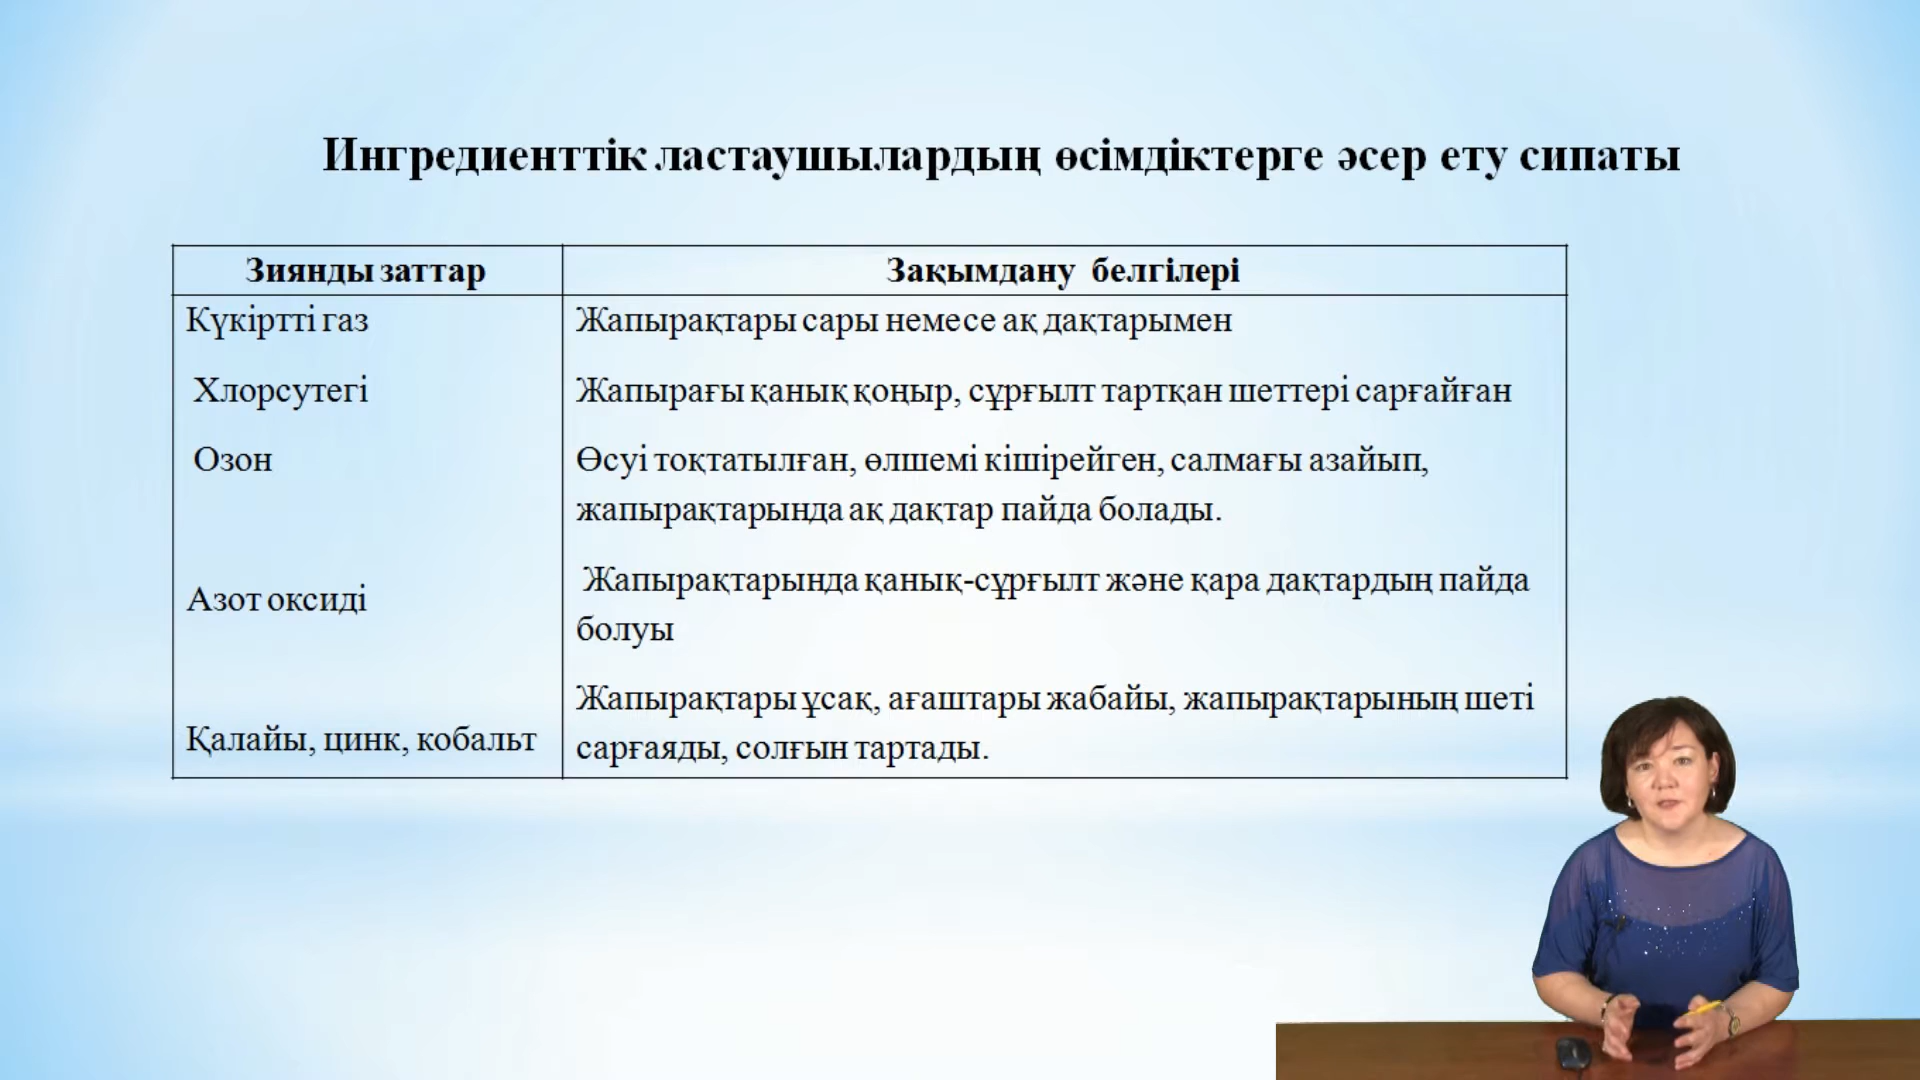 Ингредиенттік ластаушылардың өсімдіктерге әсер ету сипаты
Зиянды заттар
Зақымдану белгілері
Күкіртті газ
Жапырақтары сары немесе ақ дақтарымен
Хлорсутегі
Жапырағы қанық қоңыр, сұрғылт тартқан шеттері сарғайған
Озон
Өсуі тоқтатылған, өлшемі кішірейген, салмағы азайып,
жапырақтарында ақ дақтар пайда болады.
Азот оксиді
Жапырақтарында қанық-сұрғылт және қара дақтардың пайда
болуы
Қалайы, цинк, кобальт
Жапырақтары ұсақ, ағаштары жабайы, жапырақтарының шеті
сарғаяды, солғын тартады.